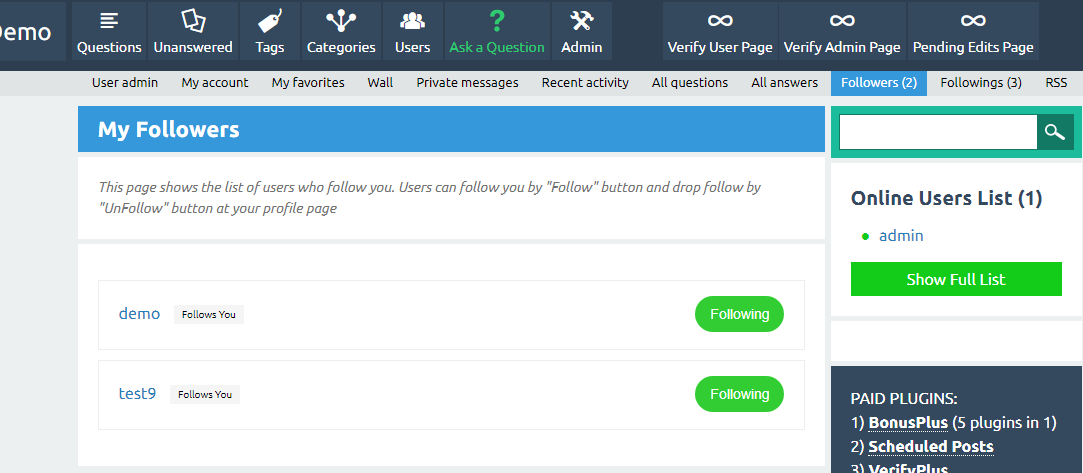 Demo
Questions
Unanswered
Tags
Categories
Users
Ask a Question
Admin
Verify User Page
Verify Admin Page
Pending Edits Page
User admin
My account
My favorites
Wall
Private messages
Recent activity
All questions
All answers
Followers (2)
Followings (3)
RSS
My Followers
This page shows the list of users who follow you. Users can follow you by "Follow" button and drop follow by
"UnFollow" button at your profile page
demo Follows You Following
test9 Follows You Following
Online Users List (1)
admin
Show Full List
PAID PLUGINS:
1) BonusPlus (5 plugins in 1)
2) Scheduled Posts
3) VerifyPlus